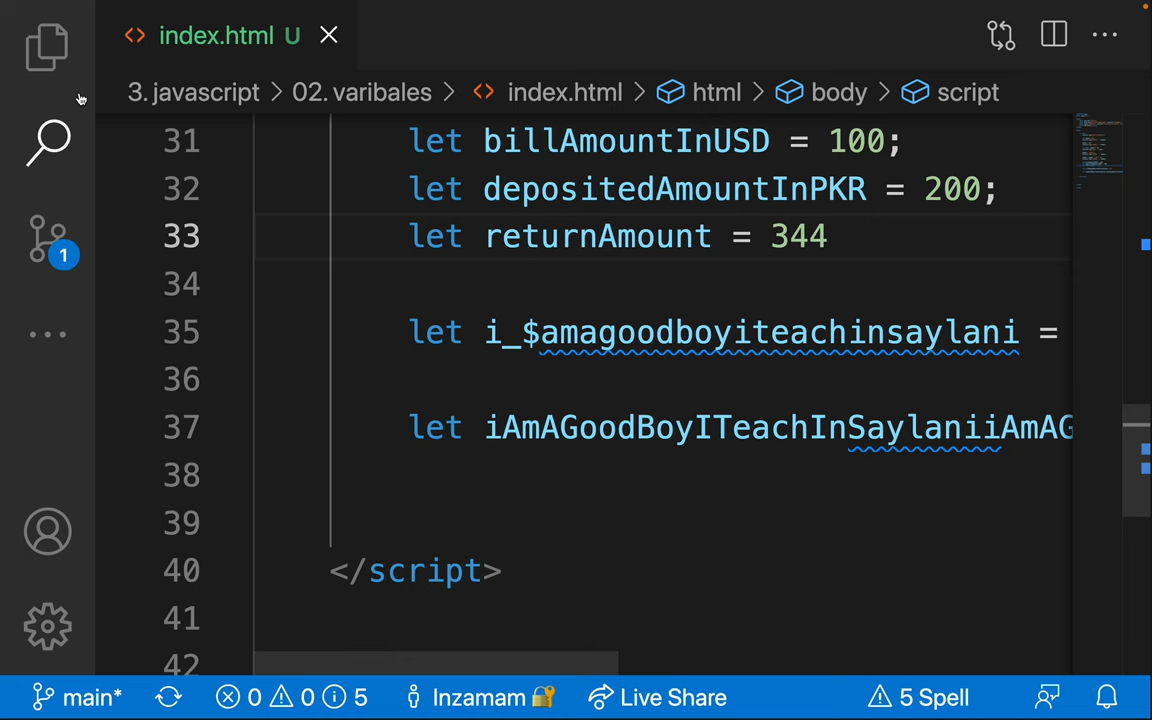 index.html U
3. javascript > 02. varibales > index.html > html > body > script
31 let billAmountInUSD = 100;
32 let depositedAmountInPKR = 200;
33 let returnAmount = 344
34
35 let i_$amagoodboyiteachinsaylani =
36
37 let iAmAGoodBoyITeachInSaylaniiAmAG
38
39
40 </script>
41
42
1
main* 0 0 5 Inzamam Live Share 5 Spell